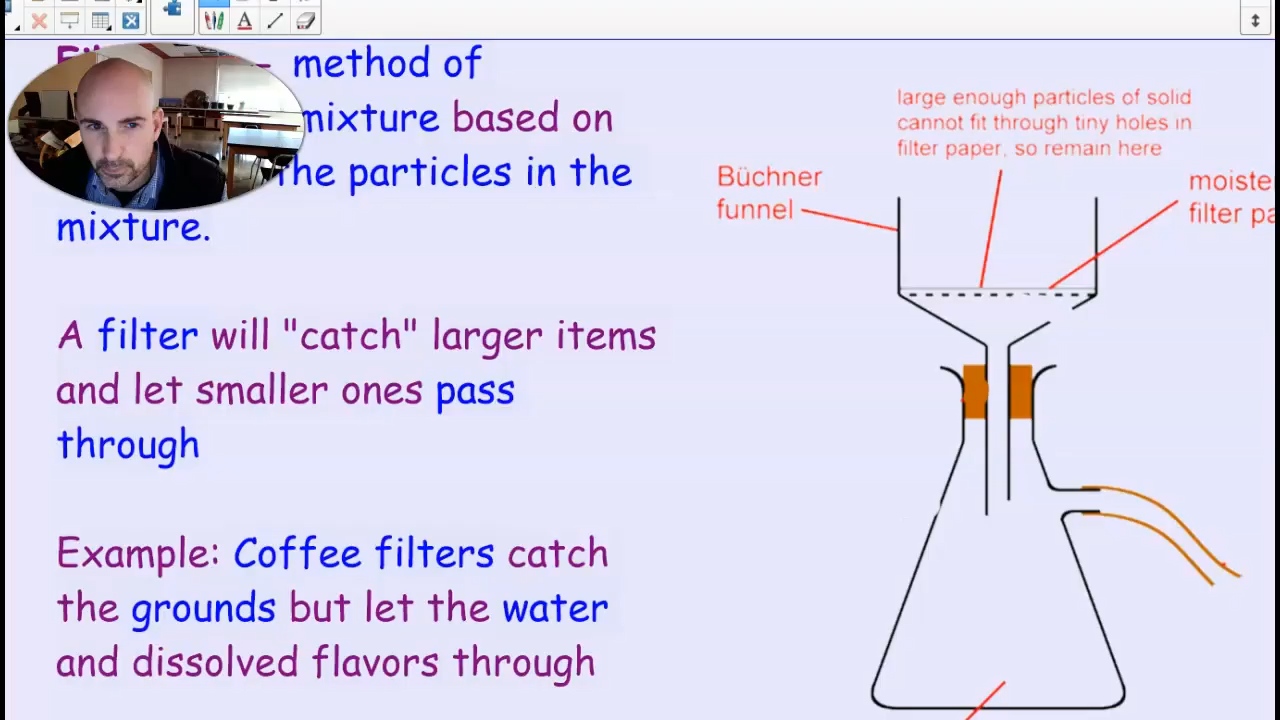 – method of
mixture based on
the particles in the
mixture.
A filter will "catch" larger items
and let smaller ones pass
through
Example: Coffee filters catch
the grounds but let the water
and dissolved flavors through
large enough particles of solid
cannot fit through tiny holes in
filter paper, so remain here
Büchner
funnel
filter